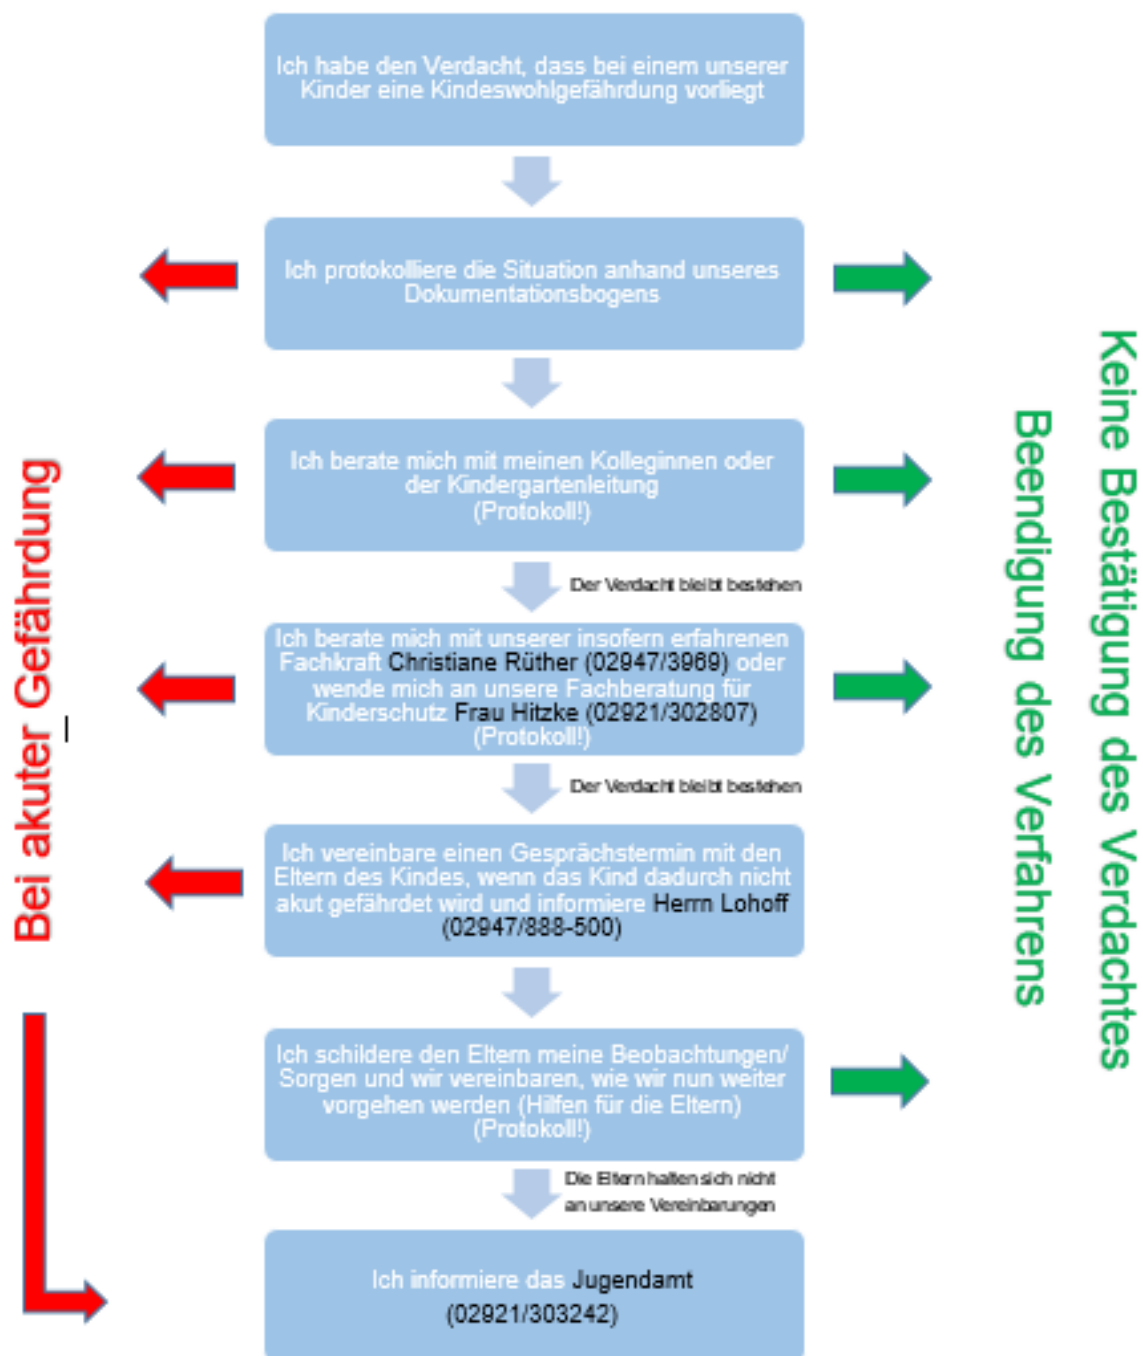 Ich habe den Verdacht, dass bei einem unserer
Kinder eine Kindeswohlgefährdung vorliegt
Ich protokolliere die Situation anhand unseres
Dokumentationsbogens
Ich berate mich mit meinen Kolleginnen oder
der Kindergartenleitung
(Protokoll!)
Der Verdacht bleibt bestehen
Ich berate mich mit unserer insofern erfahrenen
Fachkraft Christiane Rüther (02947/3969) oder
wende mich an unsere Fachberatung für
Kinderschutz Frau Hitzke (02921/302807)
(Protokoll!)
Der Verdacht bleibt bestehen
Ich vereinbare einen Gesprächstermin mit den
Eltern des Kindes, wenn das Kind dadurch nicht
akut gefährdet wird und informiere Herrn Lohoff
(02947/888-500)
Ich schildere den Eltern meine Beobachtungen/
Sorgen und wir vereinbaren, wie wir nun weiter
vorgehen werden (Hilfen für die Eltern)
(Protokoll!)
Die Eltern halten sich nicht
an unsere Vereinbarungen
Ich informiere das Jugendamt
(02921/303242)
Bei akuter Gefährdung
Keine Bestätigung des Verdachtes
Beendigung des Verfahrens